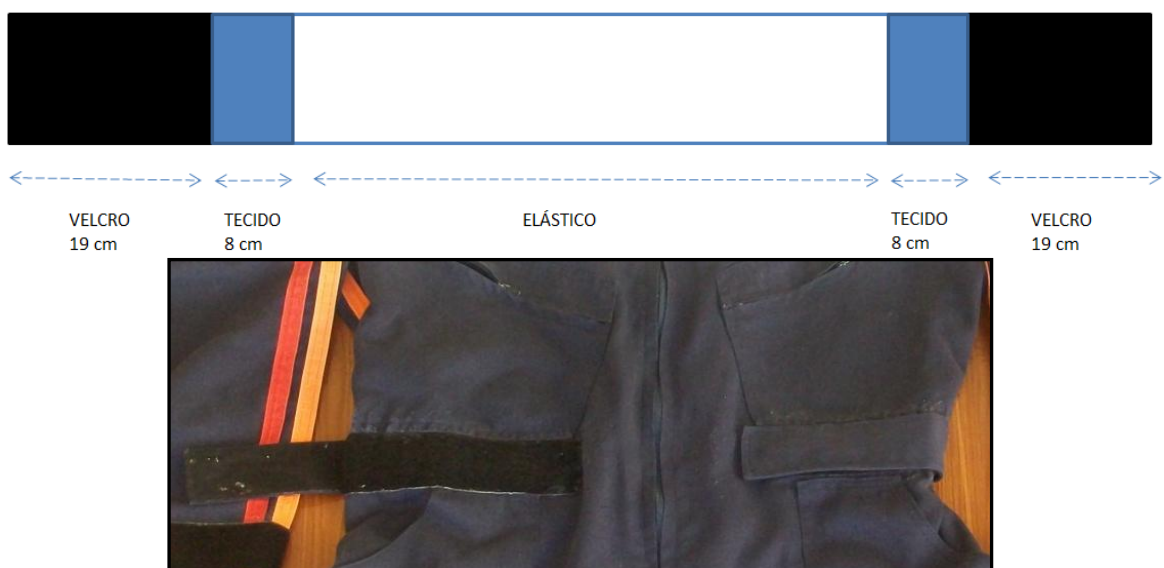 VELCRO
19 cm
TECIDO
8 cm
ELÁSTICO
TECIDO
8 cm
VELCRO
19 cm